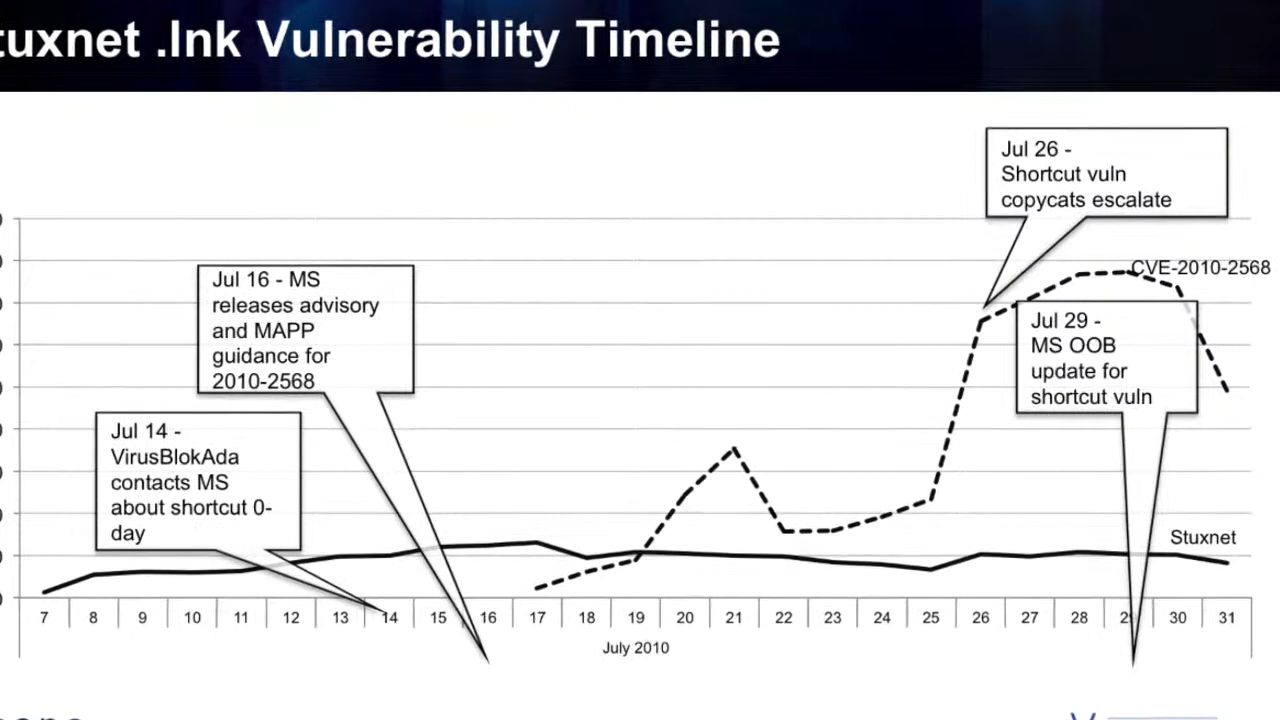 tuxnet .lnk Vulnerability Timeline
Jul 26 -
Shortcut vuln
copycats escalate
CVE-2010-2568
Jul 16 - MS
releases advisory
and MAPP
guidance for
2010-2568
Jul 29 -
MS OOB
update for
shortcut vuln
Jul 14 -
VirusBlokAda
contacts MS
about shortcut 0-
day
Stuxnet
7 8 9 10 11 12 13 14 15 16 17 18 19 20 21 22 23 24 25 26 27 28 29 30 31
July 2010